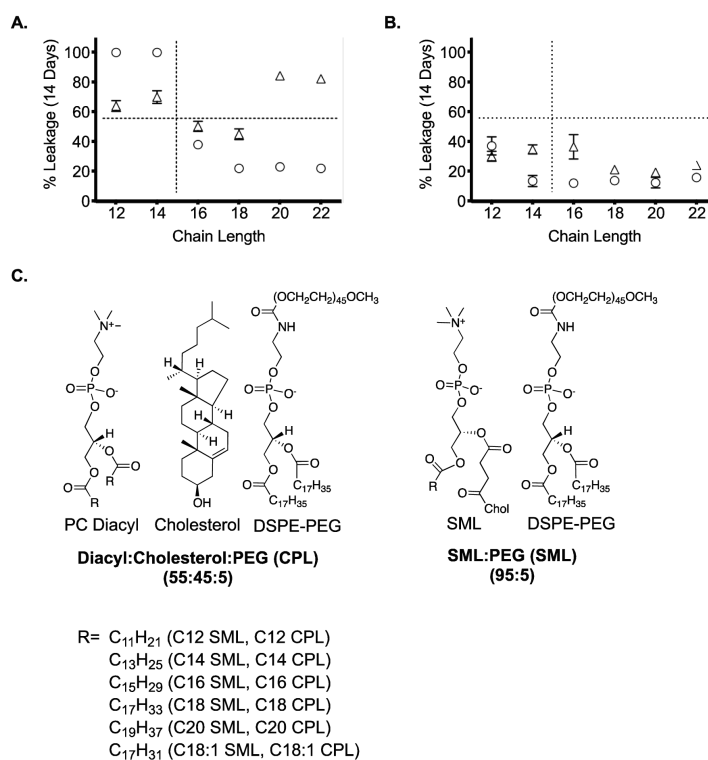 A.
B.
% Leakage (14 Days)
100
80
60
40
20
0
12 14 16 18 20 22
Chain Length
% Leakage (14 Days)
100
80
60
40
20
0
12 14 16 18 20 22
Chain Length
C.
(OCH₂CH₂)₄₅OCH₃
O
NH
N⁺
O
O=P-O⁻
O
H
O
O
O
O
R
R
PC Diacyl
H
H
H
H
OH
Cholesterol
O
O=P-O⁻
O
H
O
O
O
O
C₁₇H₃₅
C₁₇H₃₅
DSPE-PEG
Diacyl:Cholesterol:PEG (CPL)
(55:45:5)
N⁺
O
O=P-O⁻
O
O
O
O
O
R
O
Chol
SML
(OCH₂CH₂)₄₅OCH₃
O
NH
O
O=P-O⁻
O
H
O
O
O
O
C₁₇H₃₅
C₁₇H₃₅
DSPE-PEG
SML:PEG (SML)
(95:5)
R= C₁₁H₂₁ (C12 SML, C12 CPL)
C₁₃H₂₅ (C14 SML, C14 CPL)
C₁₅H₂₉ (C16 SML, C16 CPL)
C₁₇H₃₃ (C18 SML, C18 CPL)
C₁₉H₃₇ (C20 SML, C20 CPL)
C₁₇H₃₁ (C18:1 SML, C18:1 CPL)